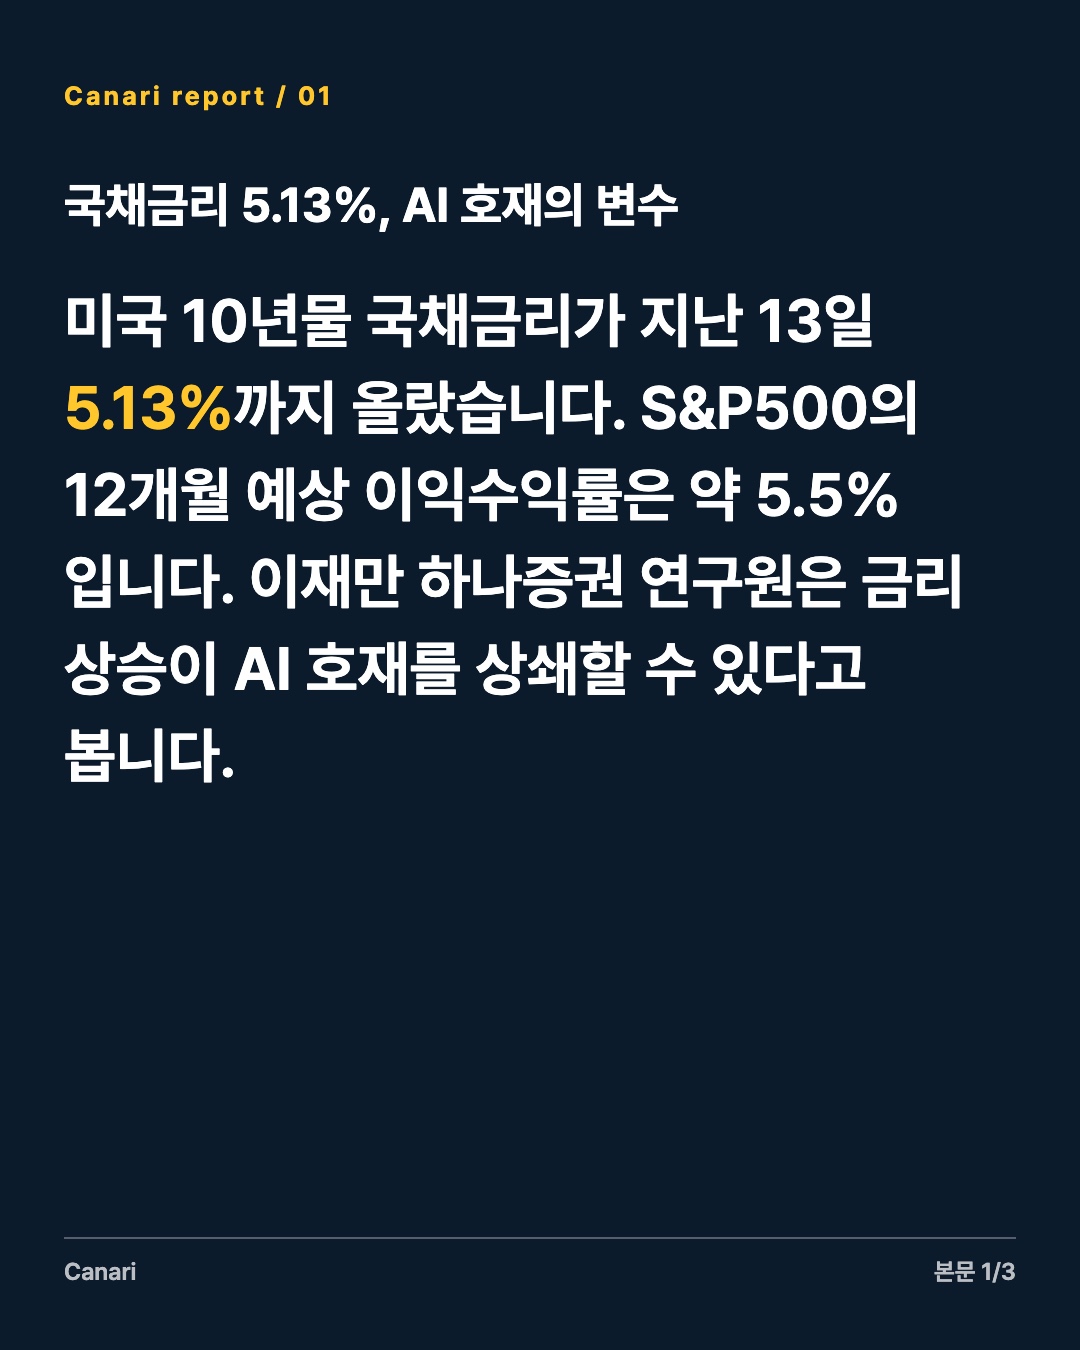 Canari report / 01
국채금리 5.13%, AI 호재의 변수
미국 10년물 국채금리가 지난 13일
5.13%까지 올랐습니다. S&P500의
12개월 예상 이익수익률은 약 5.5%
입니다. 이재만 하나증권 연구원은 금리
상승이 AI 호재를 상쇄할 수 있다고
봅니다.
Canari
본문 1/3